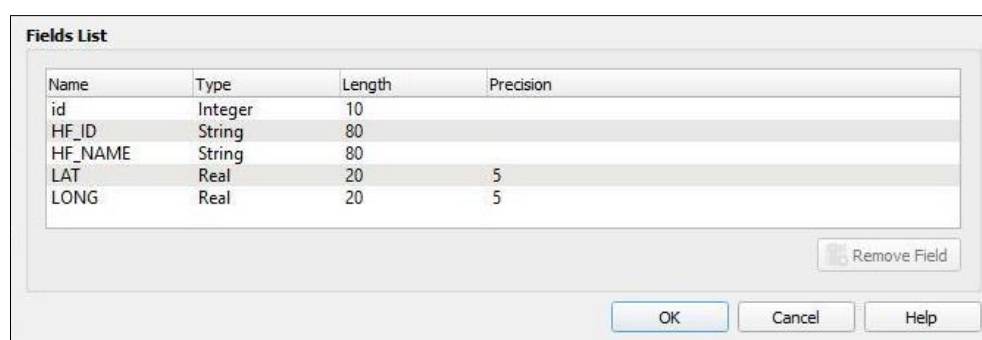 Fields List
Name Type Length Precision
id Integer 10
HF_ID String 80
HF_NAME String 80
LAT Real 20 5
LONG Real 20 5
Remove Field
OK Cancel Help